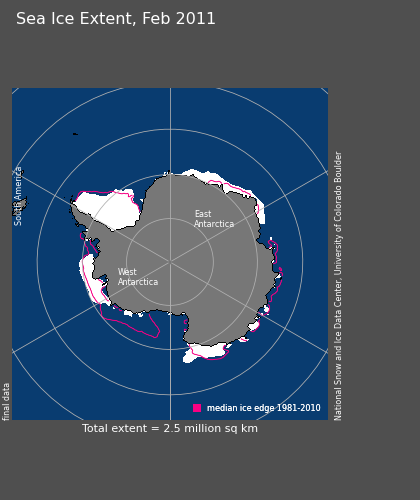 Sea Ice Extent, Feb 2011
South America
East
Antarctica
West
Antarctica
National Snow and Ice Data Center, University of Colorado Boulder
final data
median ice edge 1981-2010
Total extent = 2.5 million sq km